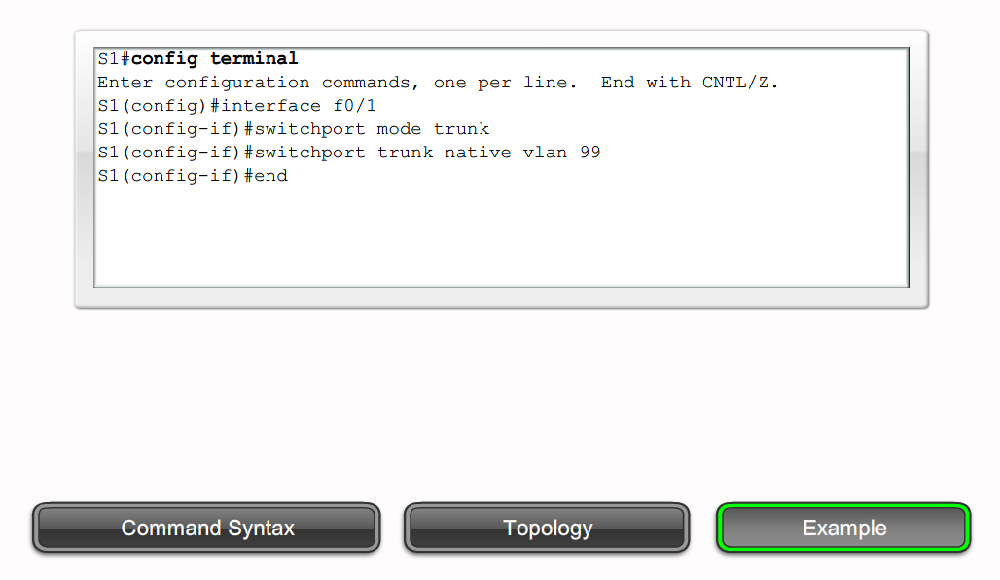 S1#config terminal
Enter configuration commands, one per line.  End with CNTL/Z.
S1(config)#interface f0/1
S1(config-if)#switchport mode trunk
S1(config-if)#switchport trunk native vlan 99
S1(config-if)#end
Command Syntax
Topology
Example